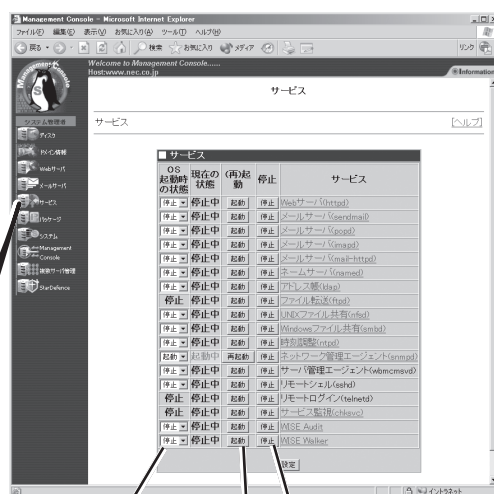 Management Console - Microsoft Internet Explorer
ファイル(F) 編集(E) 表示(V) お気に入り(A) ツール(T) ヘルプ(H)
戻る 検索 お気に入り メディア リンク
Welcome to Management Console......
Host:www.nec.co.jp
Information
Management Console
サービス
サービス [ヘルプ]
システム管理者
ディスク
ドメイン情報
Webサーバ
メールサーバ
サービス
パッケージ
システム
Management Console
複数サーバ管理
StarDefence
■ サービス
OS起動時の状態 現在の状態 (再)起動 停止 サービス
停止 停止中 起動 停止 Webサーバ(httpd)
停止 停止中 起動 停止 メールサーバ(sendmail)
停止 停止中 起動 停止 メールサーバ(popd)
停止 停止中 起動 停止 メールサーバ(imapd)
停止 停止中 起動 停止 メールサーバ(mail-httpd)
停止 停止中 起動 停止 ネームサーバ(named)
停止 停止中 起動 停止 アドレス帳(ldap)
停止 停止中 起動 停止 ファイル転送(ftpd)
停止 停止中 起動 停止 UNIXファイル共有(nfsd)
停止 停止中 起動 停止 Windowsファイル共有(smbd)
停止 停止中 起動 停止 時刻調整(ntpd)
起動 起動中 再起動 停止 ネットワーク管理エージェント(snmpd)
停止 停止中 起動 停止 サーバ管理エージェント(wbmcmsvd)
停止 停止中 起動 停止 リモートシェル(sshd)
停止 停止中 起動 停止 リモートログイン(telnetd)
停止 停止中 起動 停止 サービス監視(chksvc)
停止 停止中 起動 停止 WISE Audit
停止 停止中 起動 停止 WISE Walker
設定
イントラネット